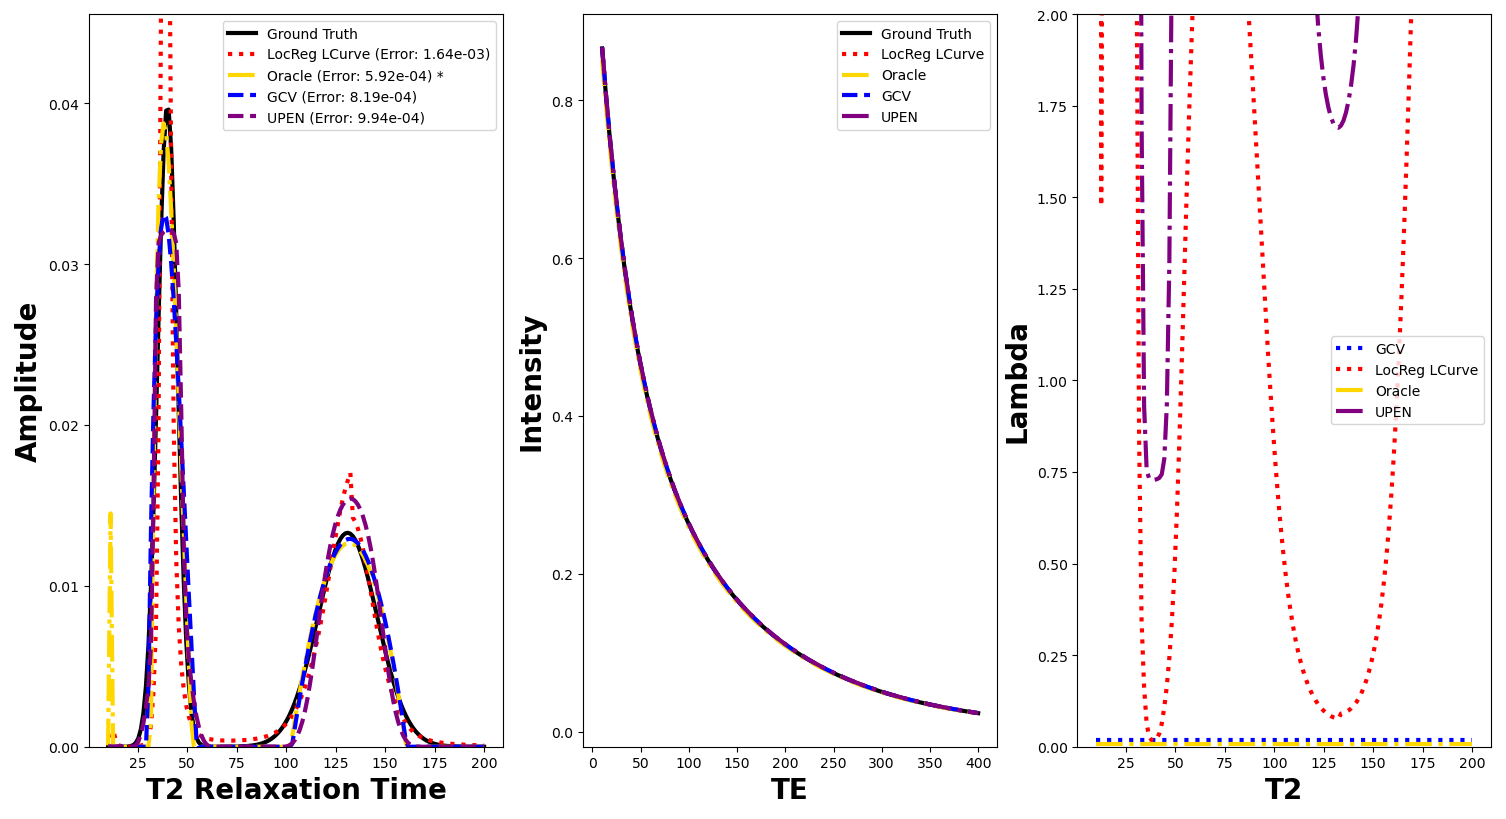 Amplitude
0.04
0.03
0.02
0.01
0.00
25 50 75 100 125 150 175 200
T2 Relaxation Time
Ground Truth
LocReg LCurve (Error: 1.64e-03)
Oracle (Error: 5.92e-04) *
GCV (Error: 8.19e-04)
UPEN (Error: 9.94e-04)
Intensity
0.8
0.6
0.4
0.2
0.0
0 50 100 150 200 250 300 350 400
TE
Ground Truth
LocReg LCurve
Oracle
GCV
UPEN
Lambda
2.00
1.75
1.50
1.25
1.00
0.75
0.50
0.25
0.00
25 50 75 100 125 150 175 200
T2
GCV
LocReg LCurve
Oracle
UPEN